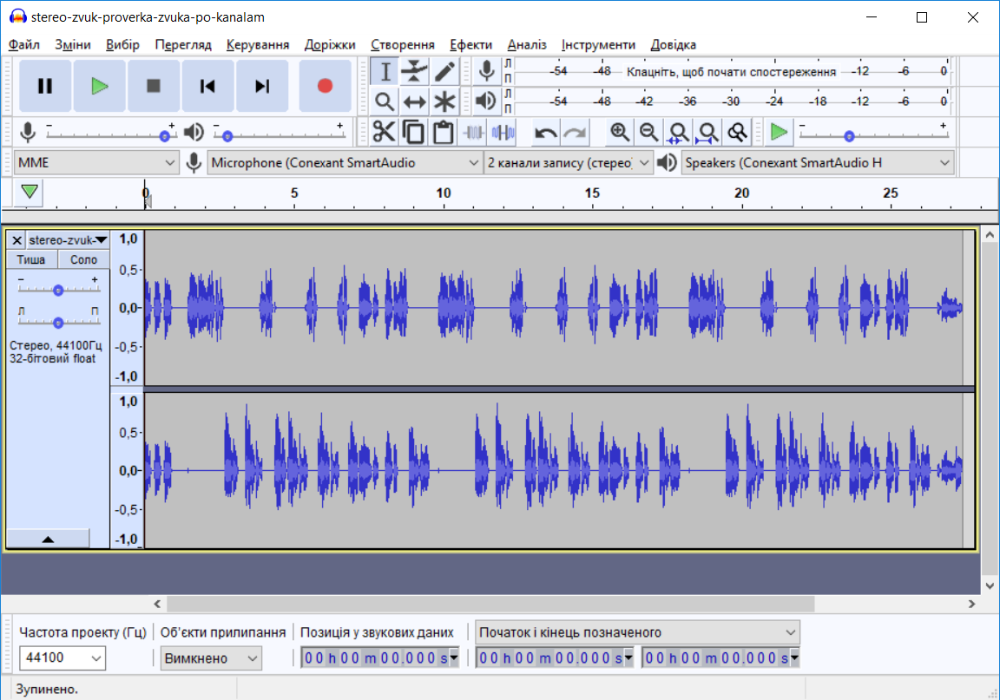 stereo-zvuk-proverka-zvuka-po-kanalam
Файл Зміни Вибір Перегляд Керування Доріжки Створення Ефекти Аналіз Інструменти Довідка
Л П -54 -48 Клацніть, щоб почати спостереження -12 -6 0
Л П -54 -48 -42 -36 -30 -24 -18 -12 -6 0
- + - + - +
MME Microphone (Conexant SmartAudio 2 канали запису (стерео) Speakers (Conexant SmartAudio H
0 5 10 15 20 25
stereo-zvuk-
Тиша Соло
- +
Л П
Стерео, 44100Гц
32-бітовий float
1,0
0,5
0,0
-0,5
-1,0
1,0
0,5
0,0
-0,5
-1,0
Частота проекту (Гц) Об'єкти прилипання Позиція у звукових даних Початок і кінець позначеного
44100 Вимкнено 00 h 00 m 00.000 s 00 h 00 m 00.000 s 00 h 00 m 00.000 s
Зупинено.